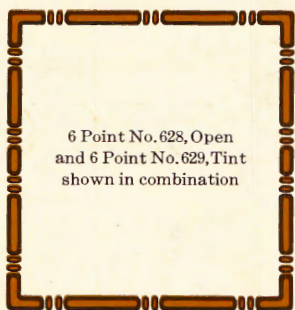 6 Point No. 628, Open
and 6 Point No. 629, Tint
shown in combination